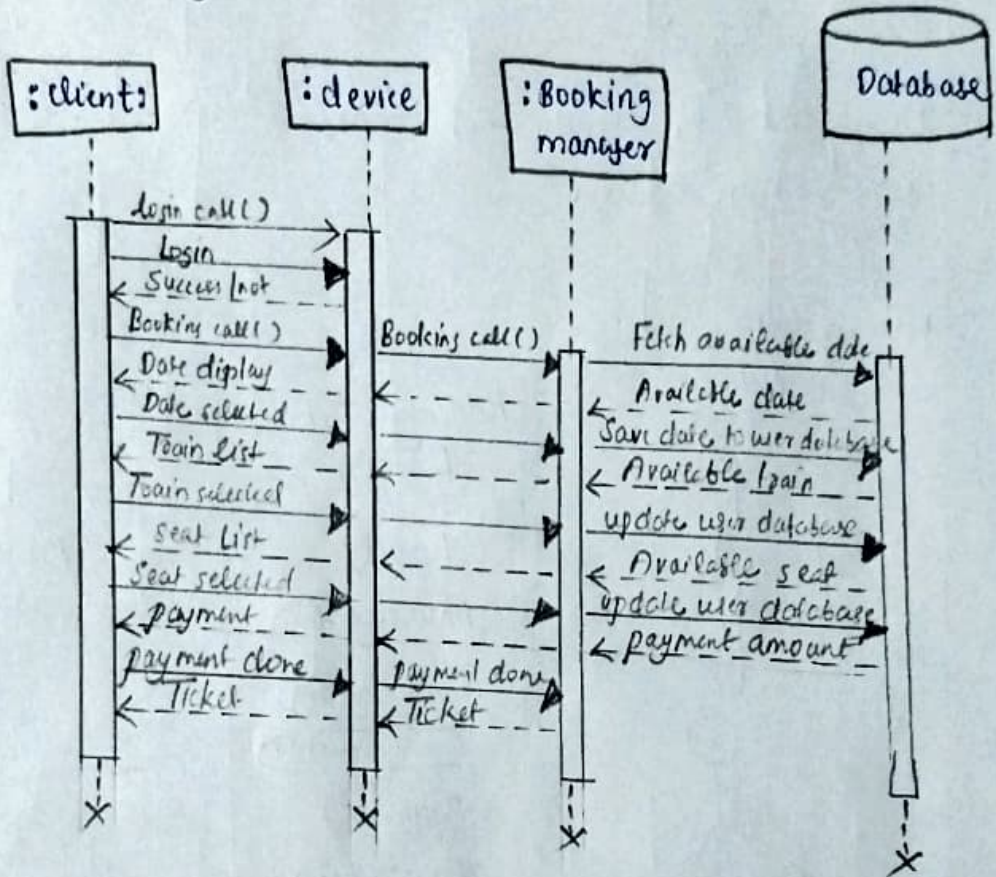 :client:
:device
:Booking
manager
Database
Login call()
Login
Success/not
Booking call()
Booking call()
Fetch available date
Date diplay
Available date
Date selected
Save date to user database
Train list
Available train
Train selected
update user database
seat List
Available seat
Seat selected
update user database
payment
payment amount
payment done
payment done
Ticket
Ticket